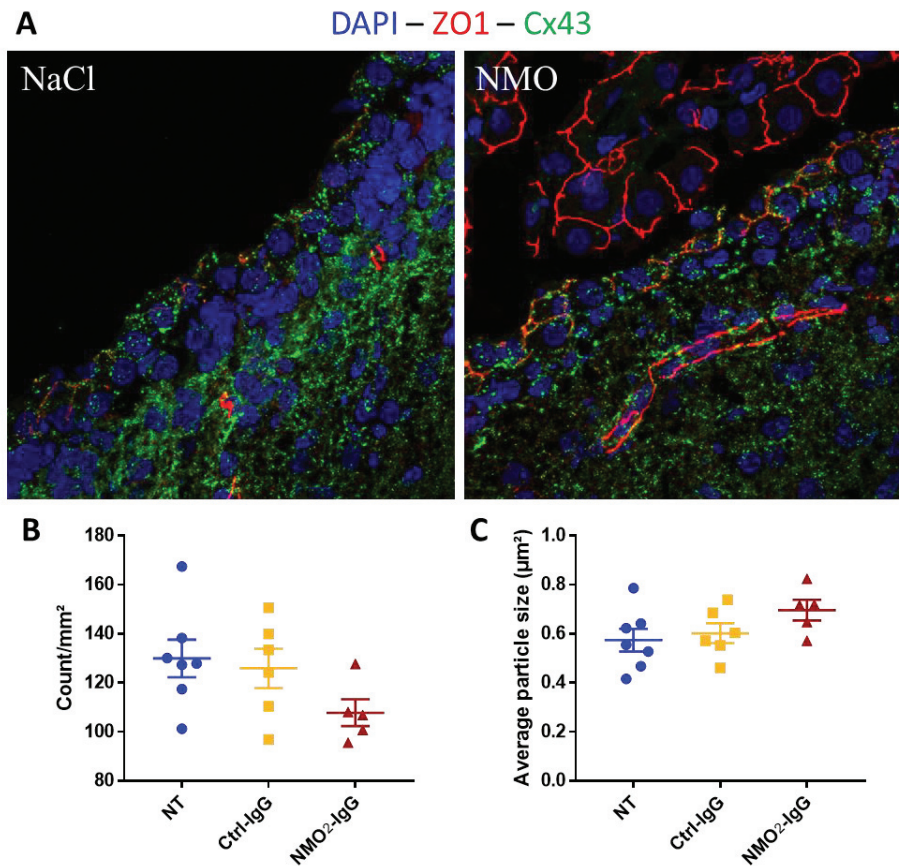 A
DAPI – ZO1 – Cx43
NaCl
NMO
B
180
160
140
120
100
80
Count/mm²
NT
Ctrl-IgG
NMO2-IgG
C
1.0
0.8
0.6
0.4
0.2
0.0
Average particle size (µm²)
NT
Ctrl-IgG
NMO2-IgG